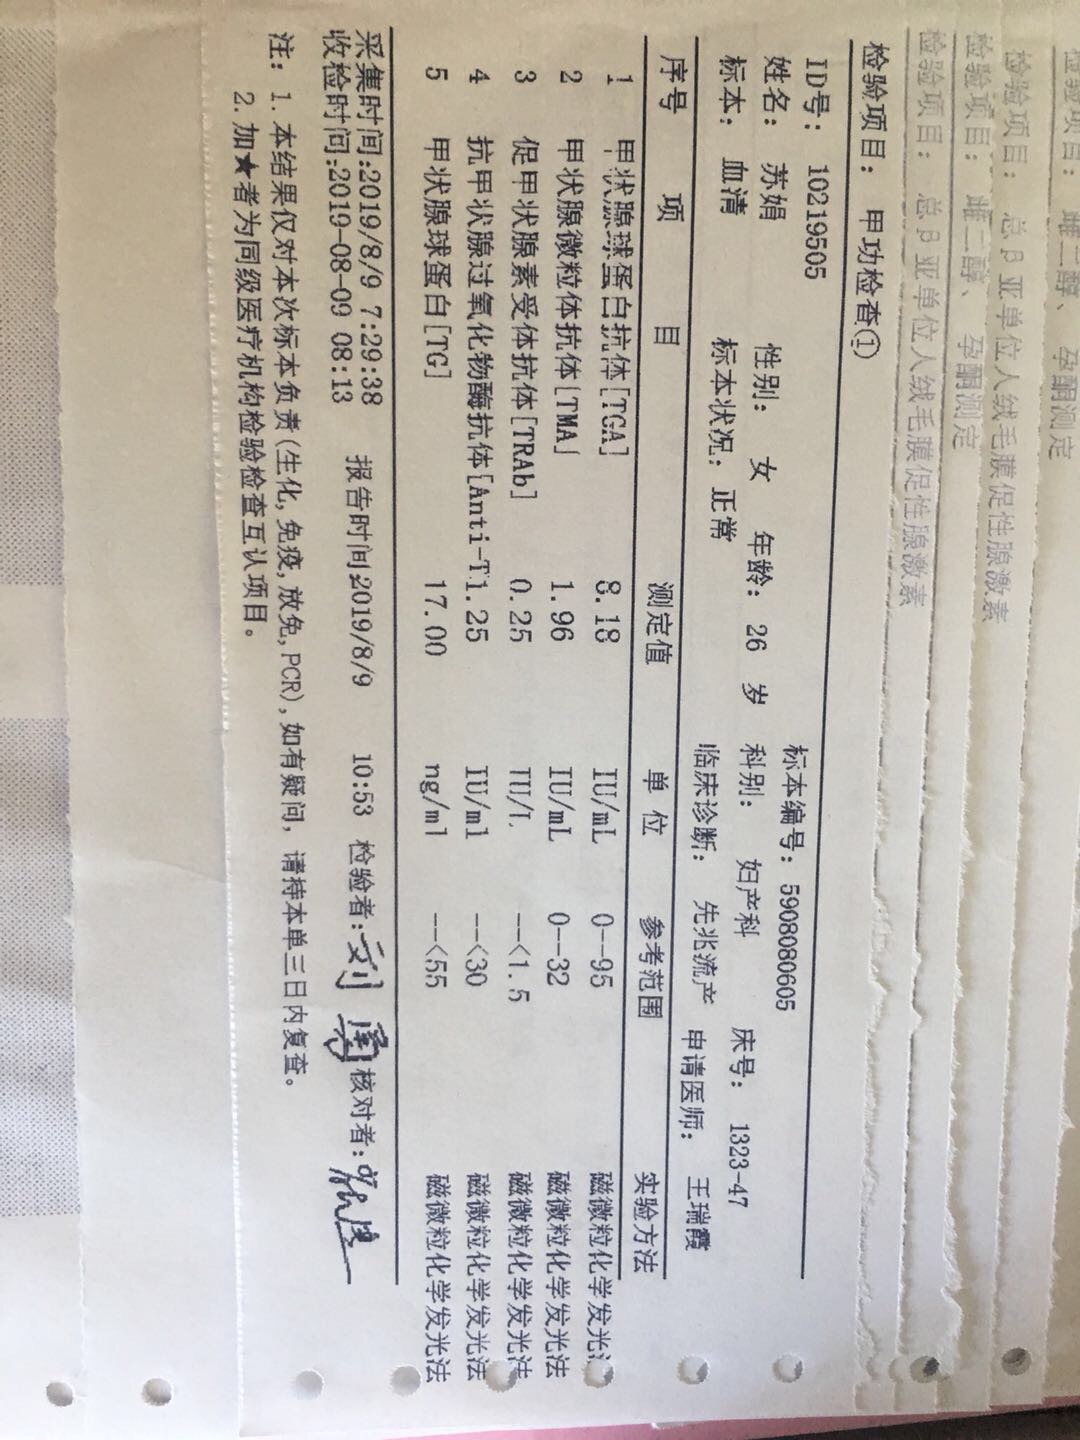 检验项目：雌二醇、孕酮测定
检验项目：总β亚单位人绒毛膜促性腺激素
检验项目：雌二醇、孕酮测定
检验项目：总β亚单位人绒毛膜促性腺激素
检验项目：甲功检查①
ID号：10219505 标本编号：5908080605
姓名：苏娟 性别：女 年龄：26 岁 科别：妇产科 床号：1323-47
标本：血清 标本状况：正常 临床诊断：先兆流产 申请医师：王瑞霞
序号 项 目 测定值 单位 参考范围 实验方法
1 甲状腺球蛋白抗体[TGA] 8.18 IU/mL 0--95 磁微粒化学发光
2 甲状腺微粒体抗体[TMA] 1.96 IU/mL 0--32 磁微粒化学发光法
3 促甲状腺素受体抗体[TRAb] 0.25 IU/L --<1.5 磁微粒化学发光法
4 抗甲状腺过氧化物酶抗体[Anti-T1.25 IU/ml --<30 磁微粒化学发光法
5 甲状腺球蛋白[TG] 17.00 ng/ml --<55 磁微粒化学发光法
采集时间:2019/8/9 7:29:38 报告时间2019/8/9 10:53 检验者: 核对者:
收检时间:2019-08-09 08:13
注：1.本结果仅对本次标本负责(生化,免疫,放免,PCR),如有疑问，请持本单三日内复查。
2.加★者为同级医疗机构检验检查互认项目。